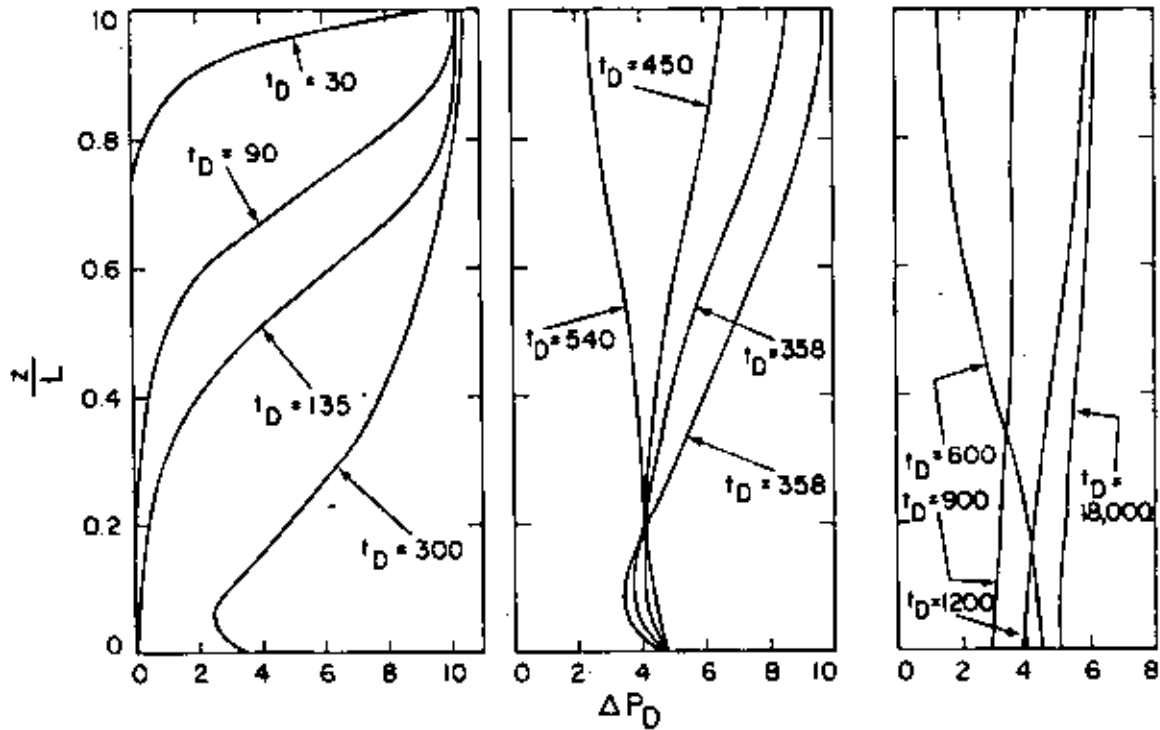 1.0
0.8
0.6
0.4
0.2
0
z/L
t_D = 30
t_D = 90
t_D = 135
t_D = 300
0 2 4 6 8 10
t_D = 450
t_D = 540
t_D = 358
t_D = 358
0 2 4 6 8 10
t_D = 600
t_D = 900
t_D = 1200
t_D =
18,000
0 2 4 6 8
Δ P_D